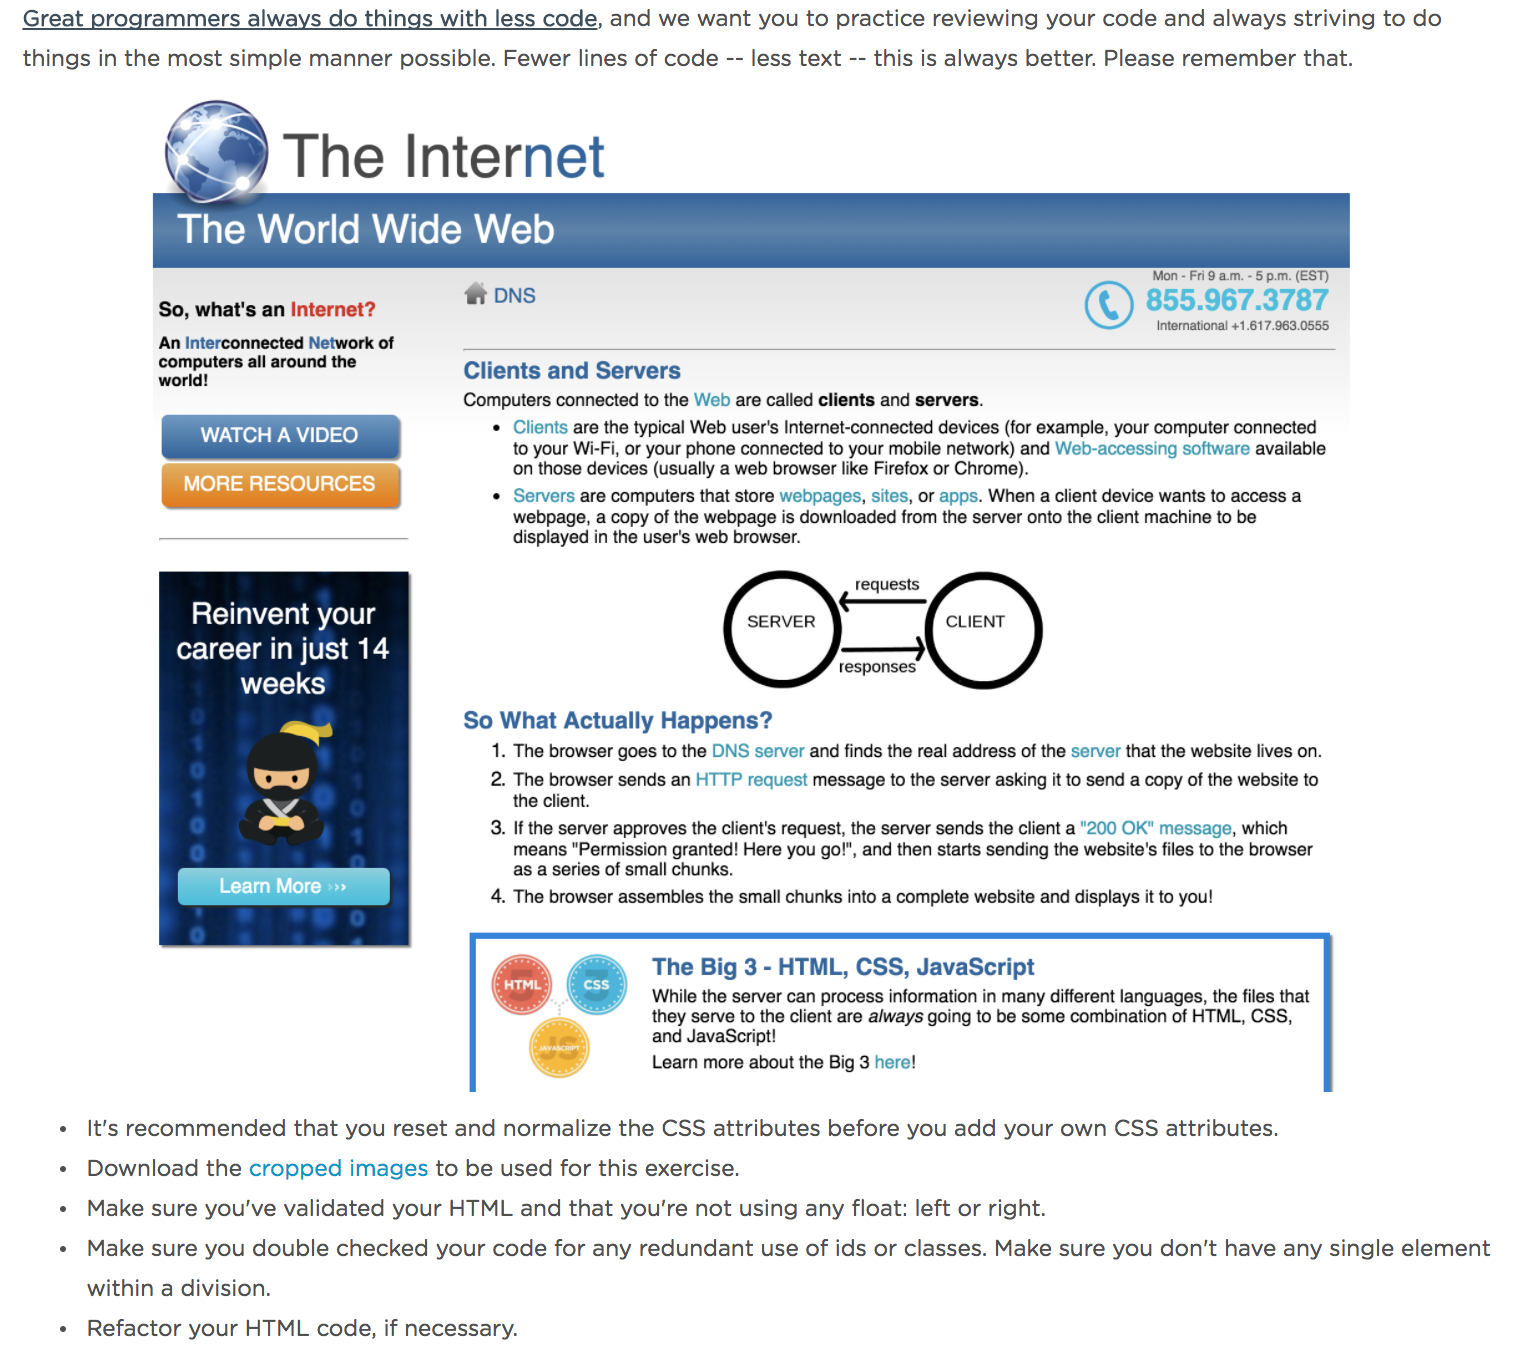 Great programmers always do things with less code, and we want you to practice reviewing your code and always striving to do
things in the most simple manner possible. Fewer lines of code -- less text -- this is always better. Please remember that.
The Internet
The World Wide Web
So, what's an Internet?
An Interconnected Network of
computers all around the
world!
WATCH A VIDEO
MORE RESOURCES
Reinvent your
career in just 14
weeks
Learn More >>>
DNS
Mon - Fri 9 a.m. - 5 p.m. (EST)
855.967.3787
International +1.617.963.0555
Clients and Servers
Computers connected to the Web are called clients and servers.
• Clients are the typical Web user's Internet-connected devices (for example, your computer connected
to your Wi-Fi, or your phone connected to your mobile network) and Web-accessing software available
on those devices (usually a web browser like Firefox or Chrome).
• Servers are computers that store webpages, sites, or apps. When a client device wants to access a
webpage, a copy of the webpage is downloaded from the server onto the client machine to be
displayed in the user's web browser.
requests
SERVER
CLIENT
responses
So What Actually Happens?
1. The browser goes to the DNS server and finds the real address of the server that the website lives on.
2. The browser sends an HTTP request message to the server asking it to send a copy of the website to
the client.
3. If the server approves the client's request, the server sends the client a "200 OK" message, which
means "Permission granted! Here you go!", and then starts sending the website's files to the browser
as a series of small chunks.
4. The browser assembles the small chunks into a complete website and displays it to you!
HTML
5
CSS
3
JAVASCRIPT
JS
The Big 3 - HTML, CSS, JavaScript
While the server can process information in many different languages, the files that
they serve to the client are always going to be some combination of HTML, CSS,
and JavaScript!
Learn more about the Big 3 here!
• It's recommended that you reset and normalize the CSS attributes before you add your own CSS attributes.
• Download the cropped images to be used for this exercise.
• Make sure you've validated your HTML and that you're not using any float: left or right.
• Make sure you double checked your code for any redundant use of ids or classes. Make sure you don't have any single element
within a division.
• Refactor your HTML code, if necessary.